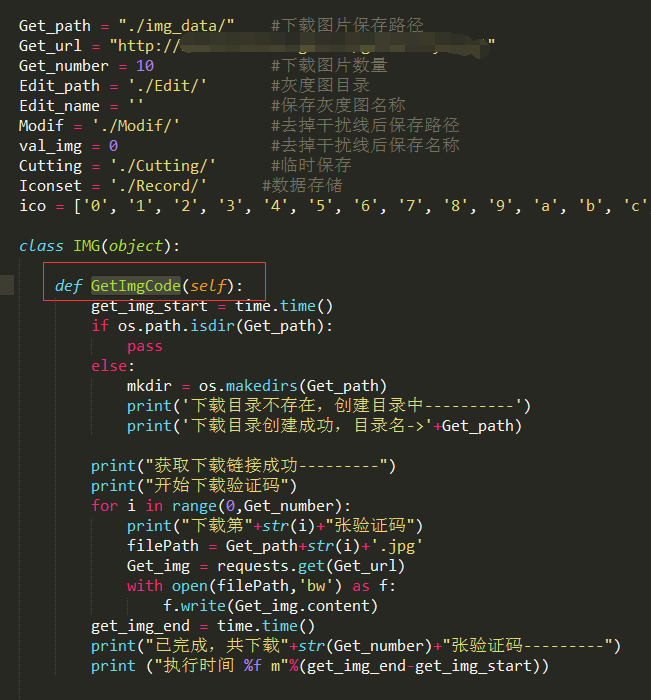 Get_path = "./img_data/"    #下载图片保存路径
Get_url = "http://"
Get_number = 10             #下载图片数量
Edit_path = './Edit/'       #灰度图目录
Edit_name = ''              #保存灰度图名称
Modif = './Modif/'          #去掉干扰线后保存路径
val_img = 0                 #去掉干扰线后保存名称
Cutting = './Cutting/'      #临时保存
Iconset = './Record/'      #数据存储
ico = ['0', '1', '2', '3', '4', '5', '6', '7', '8', '9', 'a', 'b', 'c'
class IMG(object):
    def GetImgCode(self):
        get_img_start = time.time()
        if os.path.isdir(Get_path):
            pass
        else:
            mkdir = os.makedirs(Get_path)
            print('下载目录不存在，创建目录中----------')
            print('下载目录创建成功，目录名->'+Get_path)
        print("获取下载链接成功---------")
        print("开始下载验证码")
        for i in range(0,Get_number):
            print("下载第"+str(i)+"张验证码")
            filePath = Get_path+str(i)+'.jpg'
            Get_img = requests.get(Get_url)
            with open(filePath,'bw') as f:
                f.write(Get_img.content)
        get_img_end = time.time()
        print("已完成，共下载"+str(Get_number)+"张验证码---------")
        print ("执行时间 %f m"%(get_img_end-get_img_start))